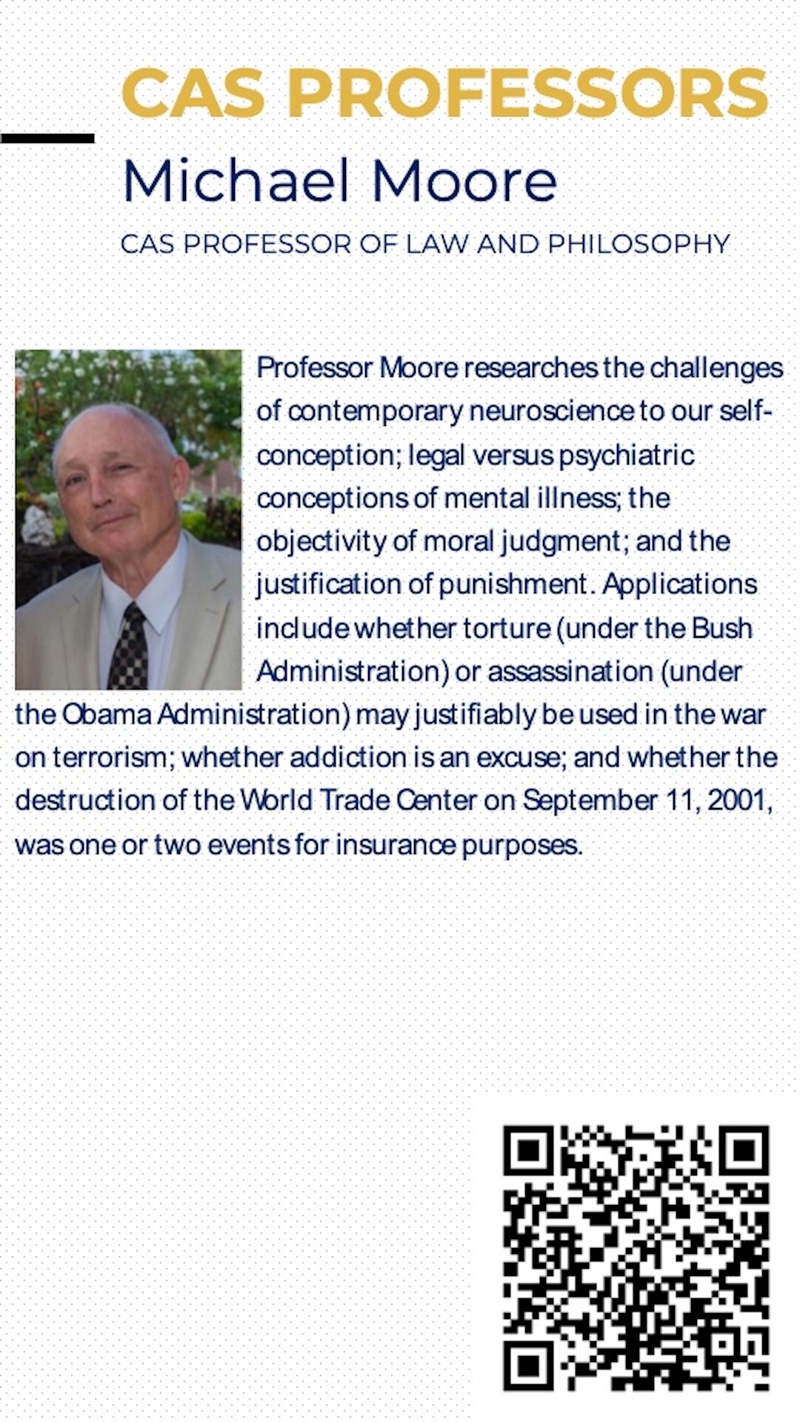 CAS PROFESSORS
Michael Moore
CAS PROFESSOR OF LAW AND PHILOSOPHY
Professor Moore researches the challenges
of contemporary neuroscience to our self-
conception; legal versus psychiatric
conceptions of mental illness; the
objectivity of moral judgment; and the
justification of punishment. Applications
include whether torture (under the Bush
Administration) or assassination (under
the Obama Administration) may justifiably be used in the war
on terrorism; whether addiction is an excuse; and whether the
destruction of the World Trade Center on September 11, 2001,
was one or two events for insurance purposes.